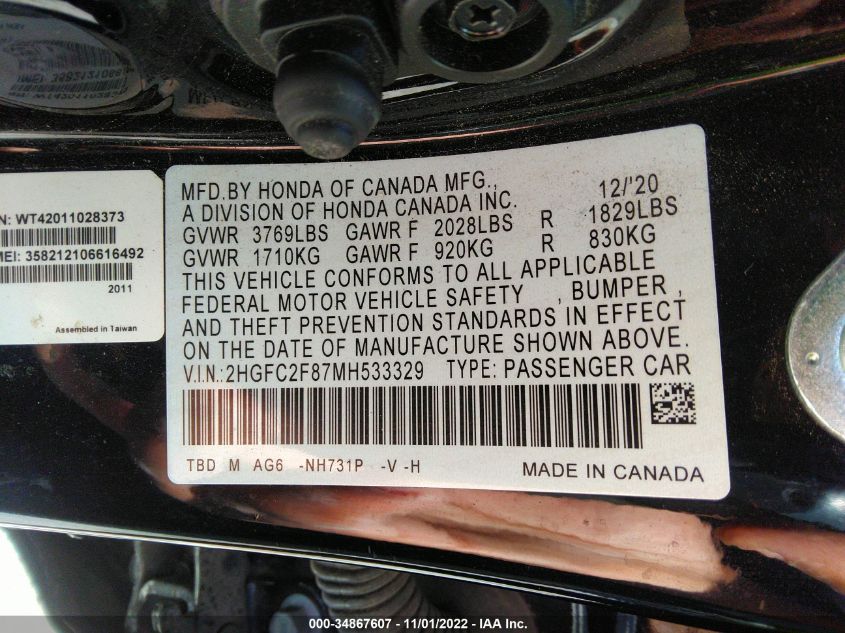 N: WT42011028373
MEI: 358212106616492
2011
Assembled in Taiwan
MFD.BY HONDA OF CANADA MFG., 12/'20
A DIVISION OF HONDA CANADA INC.
GVWR 3769LBS GAWR F 2028LBS R 1829LBS
GVWR 1710KG GAWR F 920KG R 830KG
THIS VEHICLE CONFORMS TO ALL APPLICABLE
FEDERAL MOTOR VEHICLE SAFETY , BUMPER ,
AND THEFT PREVENTION STANDARDS IN EFFECT
ON THE DATE OF MANUFACTURE SHOWN ABOVE.
V.I.N.:2HGFC2F87MH533329 TYPE: PASSENGER CAR
TBD M AG6 -NH731P -V -H MADE IN CANADA
000-34867607 - 11/01/2022 - IAA Inc.